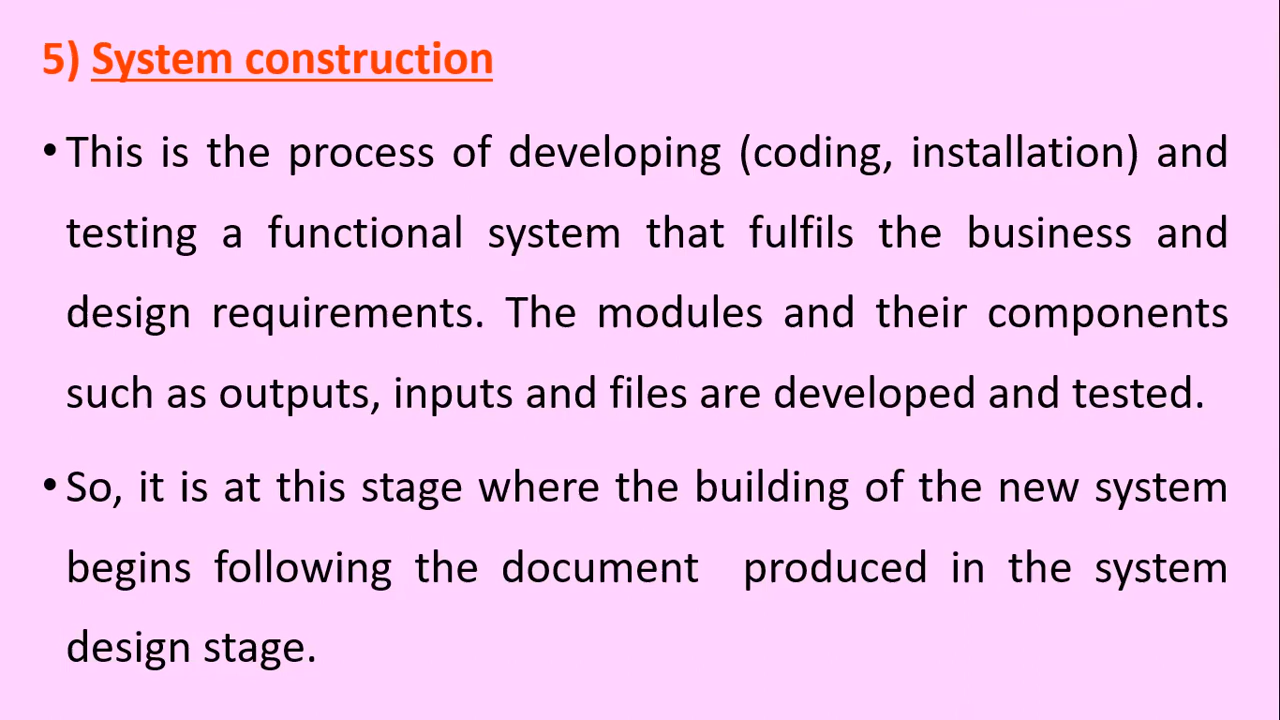 5) System construction
• This is the process of developing (coding, installation) and
testing a functional system that fulfils the business and
design requirements. The modules and their components
such as outputs, inputs and files are developed and tested.
• So, it is at this stage where the building of the new system
begins following the document produced in the system
design stage.